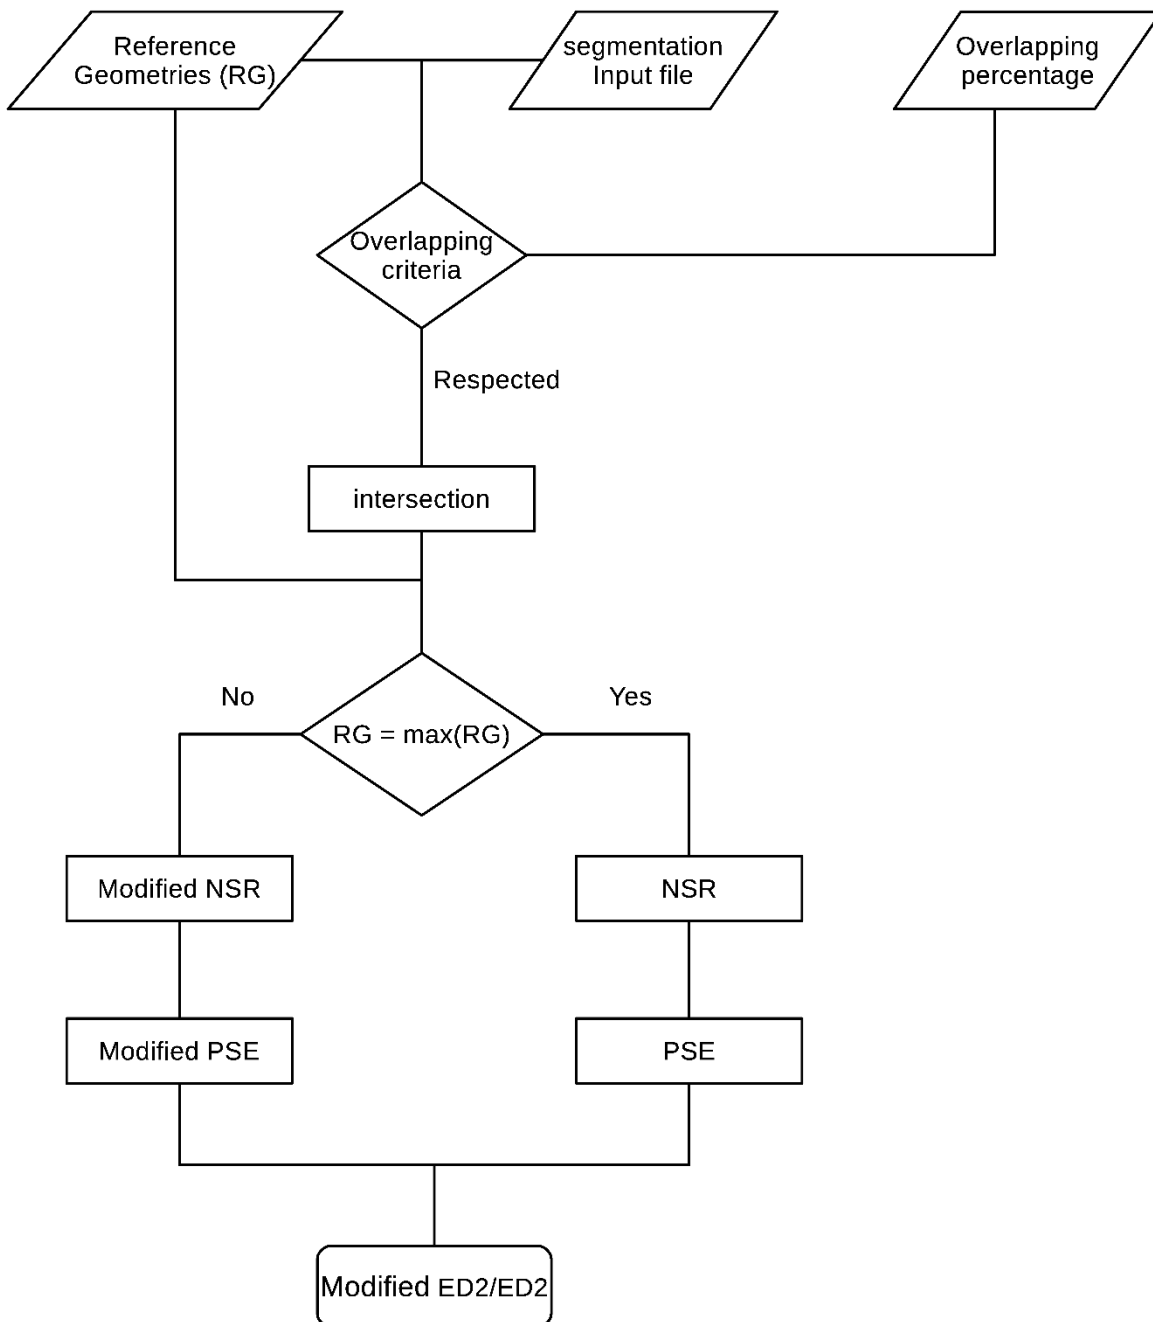 Reference
Geometries (RG)
segmentation
Input file
Overlapping
percentage
Overlapping
criteria
Respected
intersection
No
Yes
RG = max(RG)
Modified NSR
NSR
Modified PSE
PSE
Modified ED2/ED2